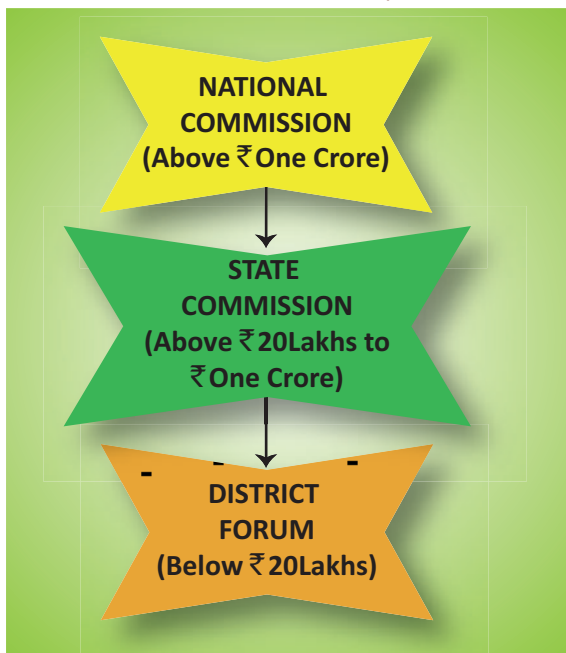 NATIONAL
COMMISSION
(Above ₹One Crore)
STATE
COMMISSION
(Above ₹20Lakhs to
₹One Crore)
DISTRICT
FORUM
(Below ₹20Lakhs)